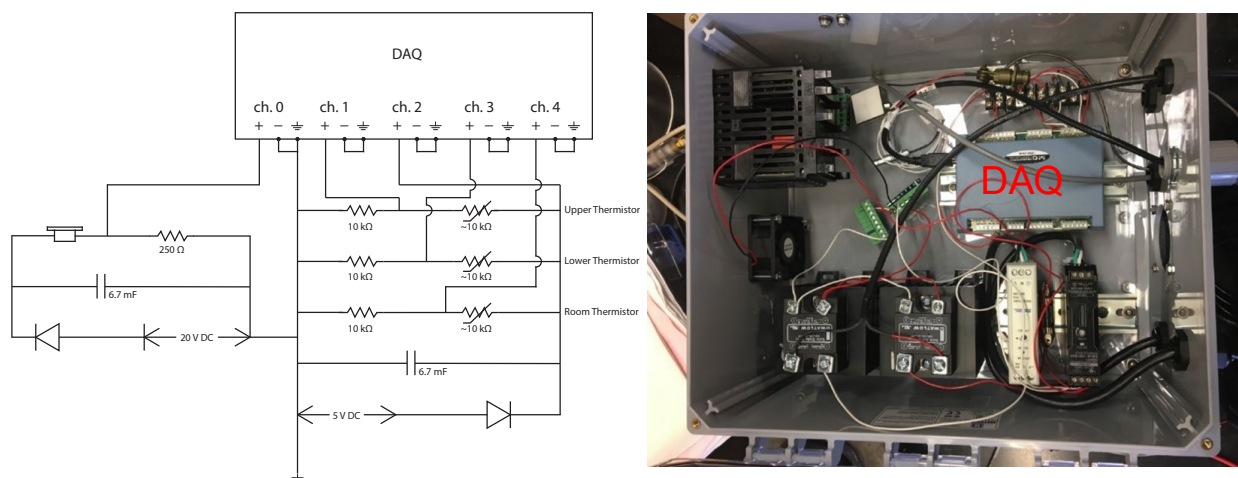 DAQ
ch. 0 ch. 1 ch. 2 ch. 3 ch. 4
+ − + − + − + − + −
10 kΩ ~10 kΩ Upper Thermistor
250 Ω
10 kΩ ~10 kΩ Lower Thermistor
6.7 mF
10 kΩ ~10 kΩ Room Thermistor
20 V DC
6.7 mF
5 V DC
DAQ
WATLOW